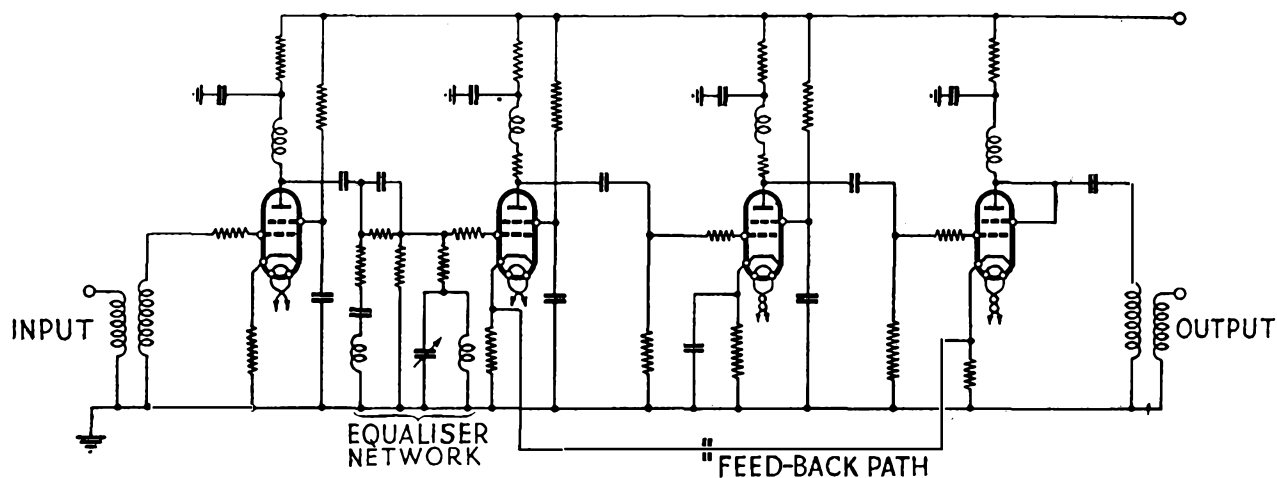 INPUT
EQUALISER
NETWORK
FEED-BACK PATH
OUTPUT